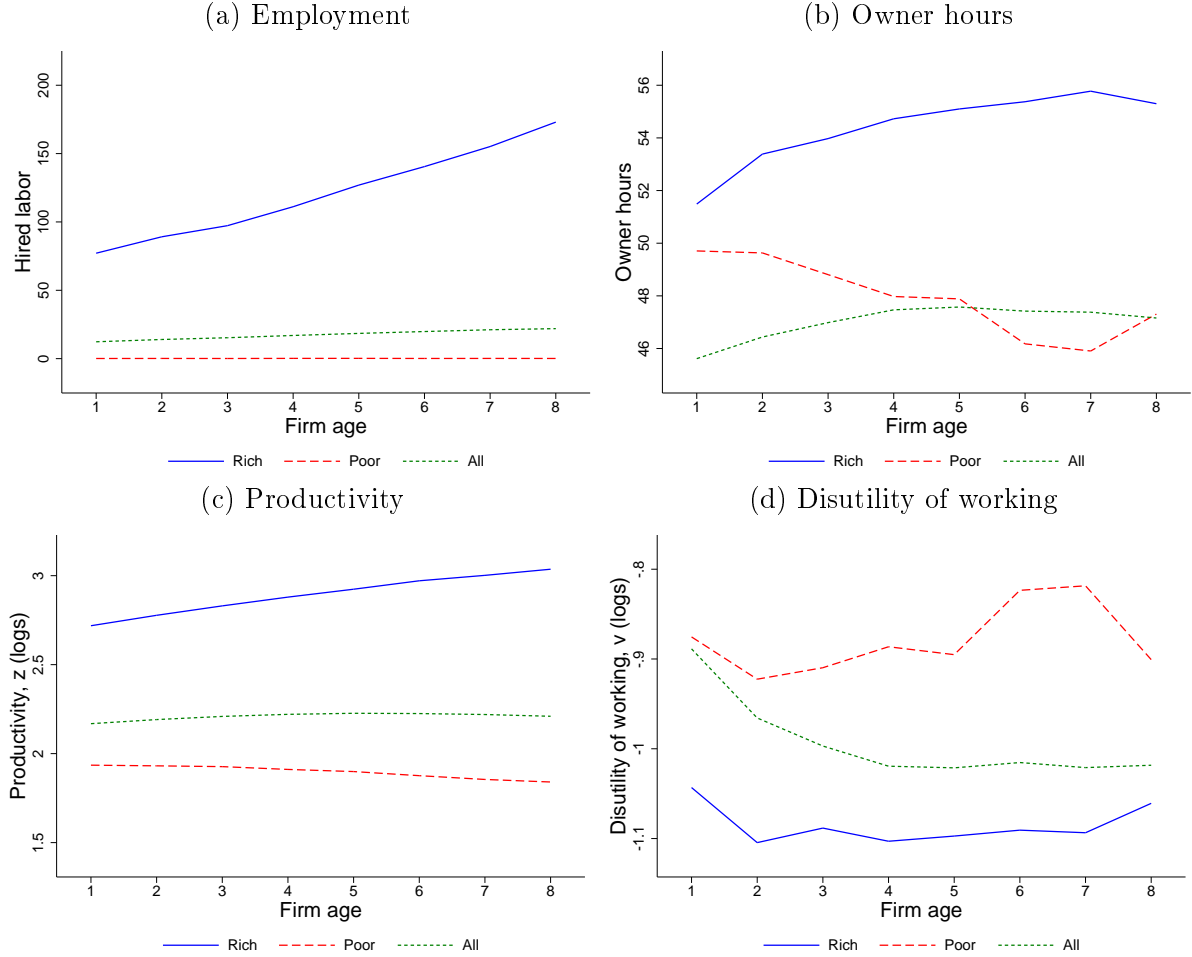 (a) Employment
Hired labor
200
150
100
50
0
1 2 3 4 5 6 7 8
Firm age
Rich Poor All
(b) Owner hours
Owner hours
56
54
52
50
48
46
1 2 3 4 5 6 7 8
Firm age
Rich Poor All
(c) Productivity
Productivity, z (logs)
3
2.5
2
1.5
1 2 3 4 5 6 7 8
Firm age
Rich Poor All
(d) Disutility of working
Disutility of working, v (logs)
-.8
-.9
-1
-1.1
1 2 3 4 5 6 7 8
Firm age
Rich Poor All